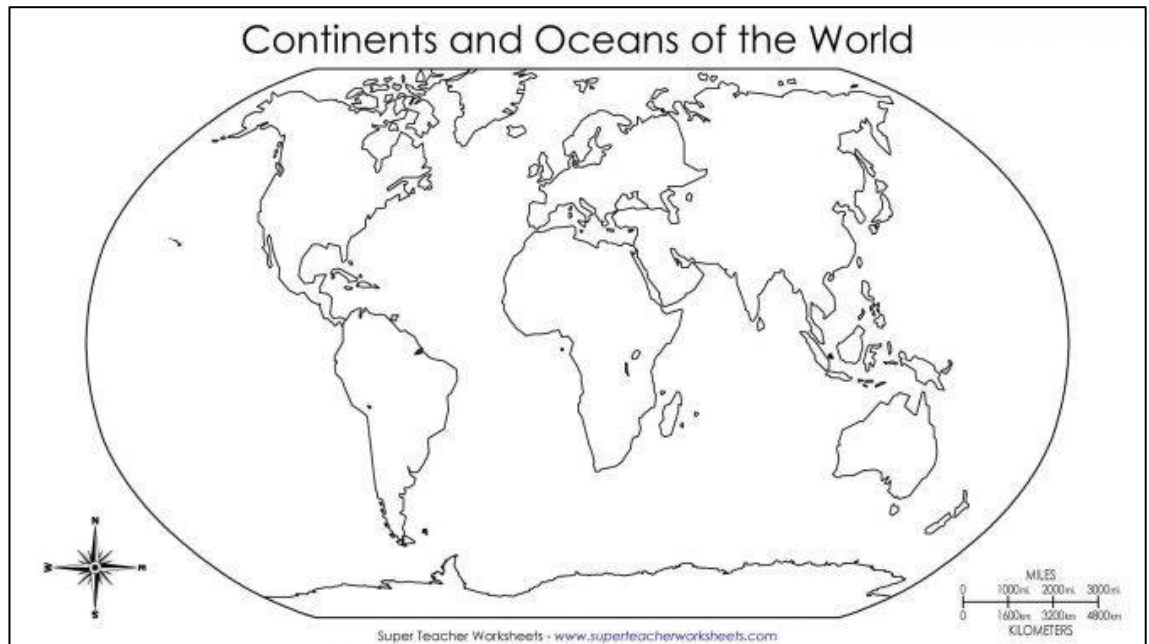 Continents and Oceans of the World
N
W E
S
MILES
0 1000mi. 2000mi. 3000mi.
0 1600km 3200km 4800km
KILOMETERS
Super Teacher Worksheets - www.superteacherworksheets.com